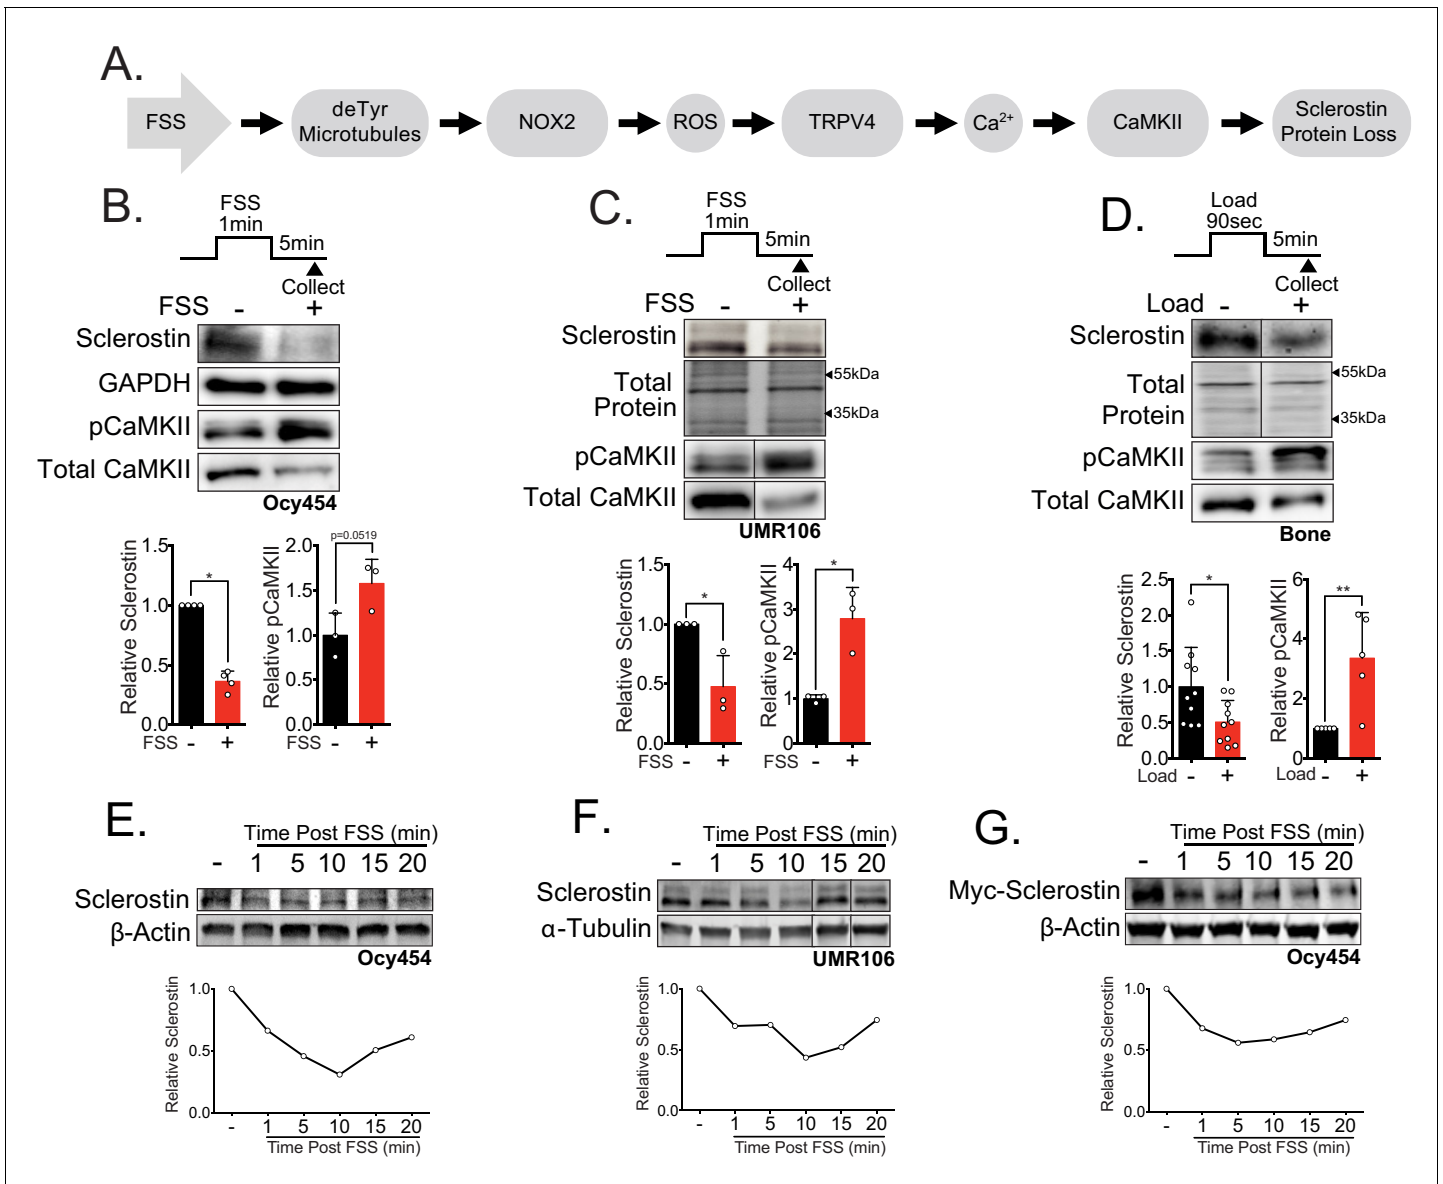 A.
FSS
deTyr
Microtubules
NOX2
ROS
TRPV4
Ca²⁺
CaMKII
Sclerostin
Protein Loss
B.
FSS
1min
5min
Collect
FSS - +
Sclerostin
GAPDH
pCaMKII
Total CaMKII
Ocy454
Relative Sclerostin
1.5
1.0
0.5
0.0
*
FSS - +
Relative pCaMKII
2.0
1.5
1.0
0.5
0.0
p=0.0519
FSS - +
C.
FSS
1min
5min
Collect
FSS - +
Sclerostin
Total
Protein
55kDa
35kDa
pCaMKII
Total CaMKII
UMR106
Relative Sclerostin
1.5
1.0
0.5
0.0
*
FSS - +
Relative pCaMKII
4
2
1
0
*
FSS - +
D.
Load
90sec
5min
Collect
Load - +
Sclerostin
Total
Protein
55kDa
35kDa
pCaMKII
Total CaMKII
Bone
Relative Sclerostin
2.5
2.0
1.5
1.0
0.5
0.0
*
Load - +
Relative pCaMKII
6
4
2
0
**
Load - +
E.
Time Post FSS (min)
- 1 5 10 15 20
Sclerostin
β-Actin
Ocy454
Relative Sclerostin
1.0
0.5
0.0
- 1 5 10 15 20
Time Post FSS (min)
F.
Time Post FSS (min)
- 1 5 10 15 20
Sclerostin
α-Tubulin
UMR106
Relative Sclerostin
1.0
0.5
0.0
- 1 5 10 15 20
Time Post FSS (min)
G.
Time Post FSS (min)
- 1 5 10 15 20
Myc-Sclerostin
β-Actin
Ocy454
Relative Sclerostin
1.0
0.5
0.0
- 1 5 10 15 20
Time Post FSS (min)